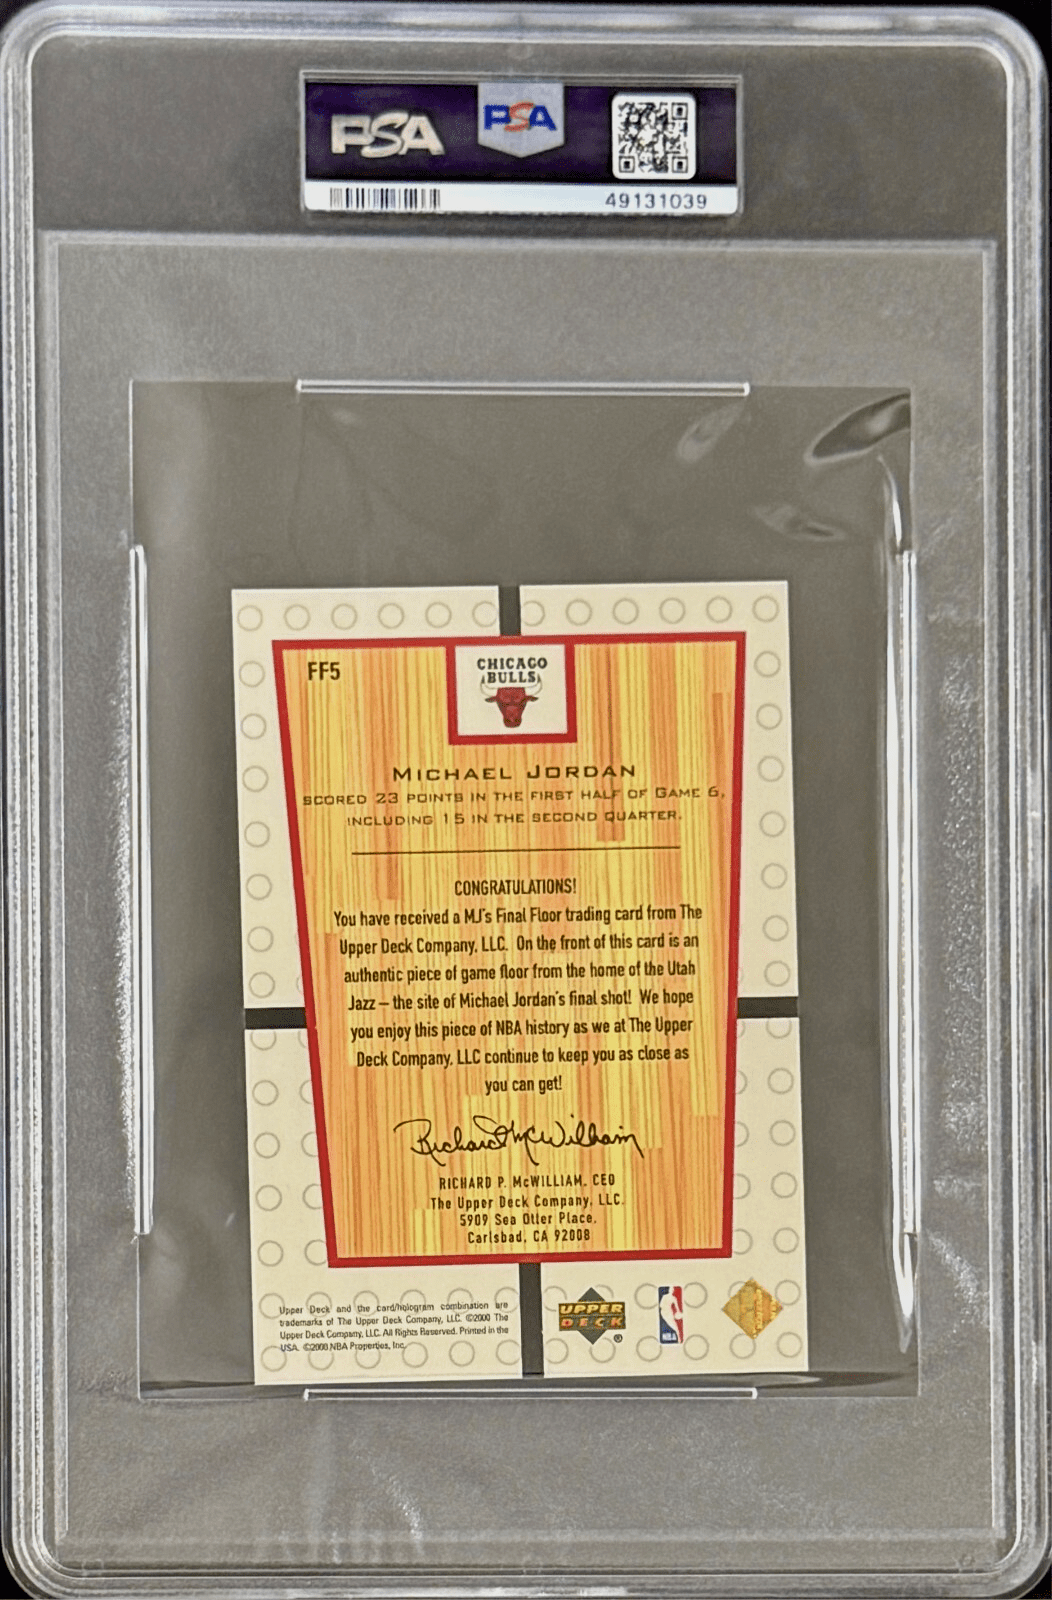 PSA
PSA
49131039
FF5
CHICAGO
BULLS
MICHAEL JORDAN
SCORED 23 POINTS IN THE FIRST HALF OF GAME 6,
INCLUDING 15 IN THE SECOND QUARTER.
CONGRATULATIONS!
You have received a MJ's Final Floor trading card from The
Upper Deck Company, LLC. On the front of this card is an
authentic piece of game floor from the home of the Utah
Jazz – the site of Michael Jordan's final shot! We hope
you enjoy this piece of NBA history as we at The Upper
Deck Company, LLC continue to keep you as close as
you can get!
Richard P. McWilliam
RICHARD P. McWILLIAM, CEO
The Upper Deck Company, LLC.
5909 Sea Otter Place,
Carlsbad, CA 92008
Upper Deck and the card/hologram combination are
trademarks of The Upper Deck Company, LLC. ©2000 The
Upper Deck Company, LLC. All Rights Reserved. Printed in the
USA. ©2000 NBA Properties, Inc.
UPPER
DECK
®
NBA